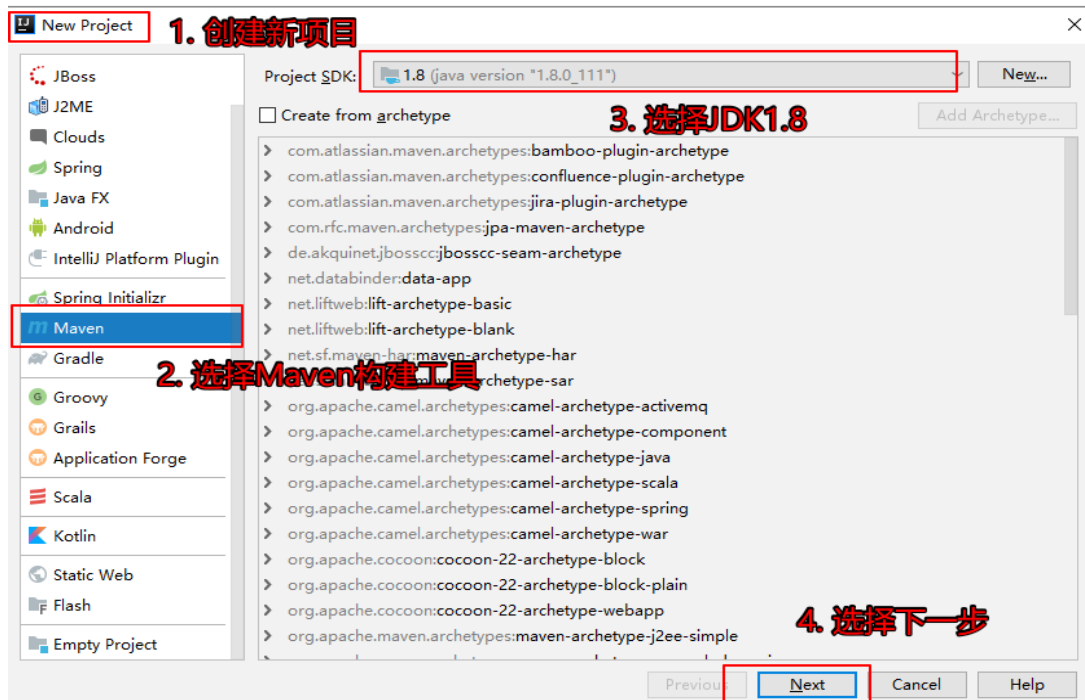 New Project
1. 创建新项目
JBoss
J2ME
Clouds
Spring
Java FX
Android
IntelliJ Platform Plugin
Spring Initializr
Maven
Gradle
Groovy
Grails
Application Forge
Scala
Kotlin
Static Web
Flash
Empty Project
2. 选择Maven构建工具
Project SDK: 1.8 (java version "1.8.0_111") New...
3. 选择JDK1.8
Create from archetype Add Archetype...
com.atlassian.maven.archetypes:bamboo-plugin-archetype
com.atlassian.maven.archetypes:confluence-plugin-archetype
com.atlassian.maven.archetypes:jira-plugin-archetype
com.rfc.maven.archetypes:jpa-maven-archetype
de.akquinet.jbosscc:jbosscc-seam-archetype
net.databinder:data-app
net.liftweb:lift-archetype-basic
net.liftweb:lift-archetype-blank
net.sf.maven-har:maven-archetype-har
archetype-sar
org.apache.camel.archetypes:camel-archetype-activemq
org.apache.camel.archetypes:camel-archetype-component
org.apache.camel.archetypes:camel-archetype-java
org.apache.camel.archetypes:camel-archetype-scala
org.apache.camel.archetypes:camel-archetype-spring
org.apache.camel.archetypes:camel-archetype-war
org.apache.cocoon:cocoon-22-archetype-block
org.apache.cocoon:cocoon-22-archetype-block-plain
org.apache.cocoon:cocoon-22-archetype-webapp
org.apache.maven.archetypes:maven-archetype-j2ee-simple
4. 选择下一步
Previous Next Cancel Help